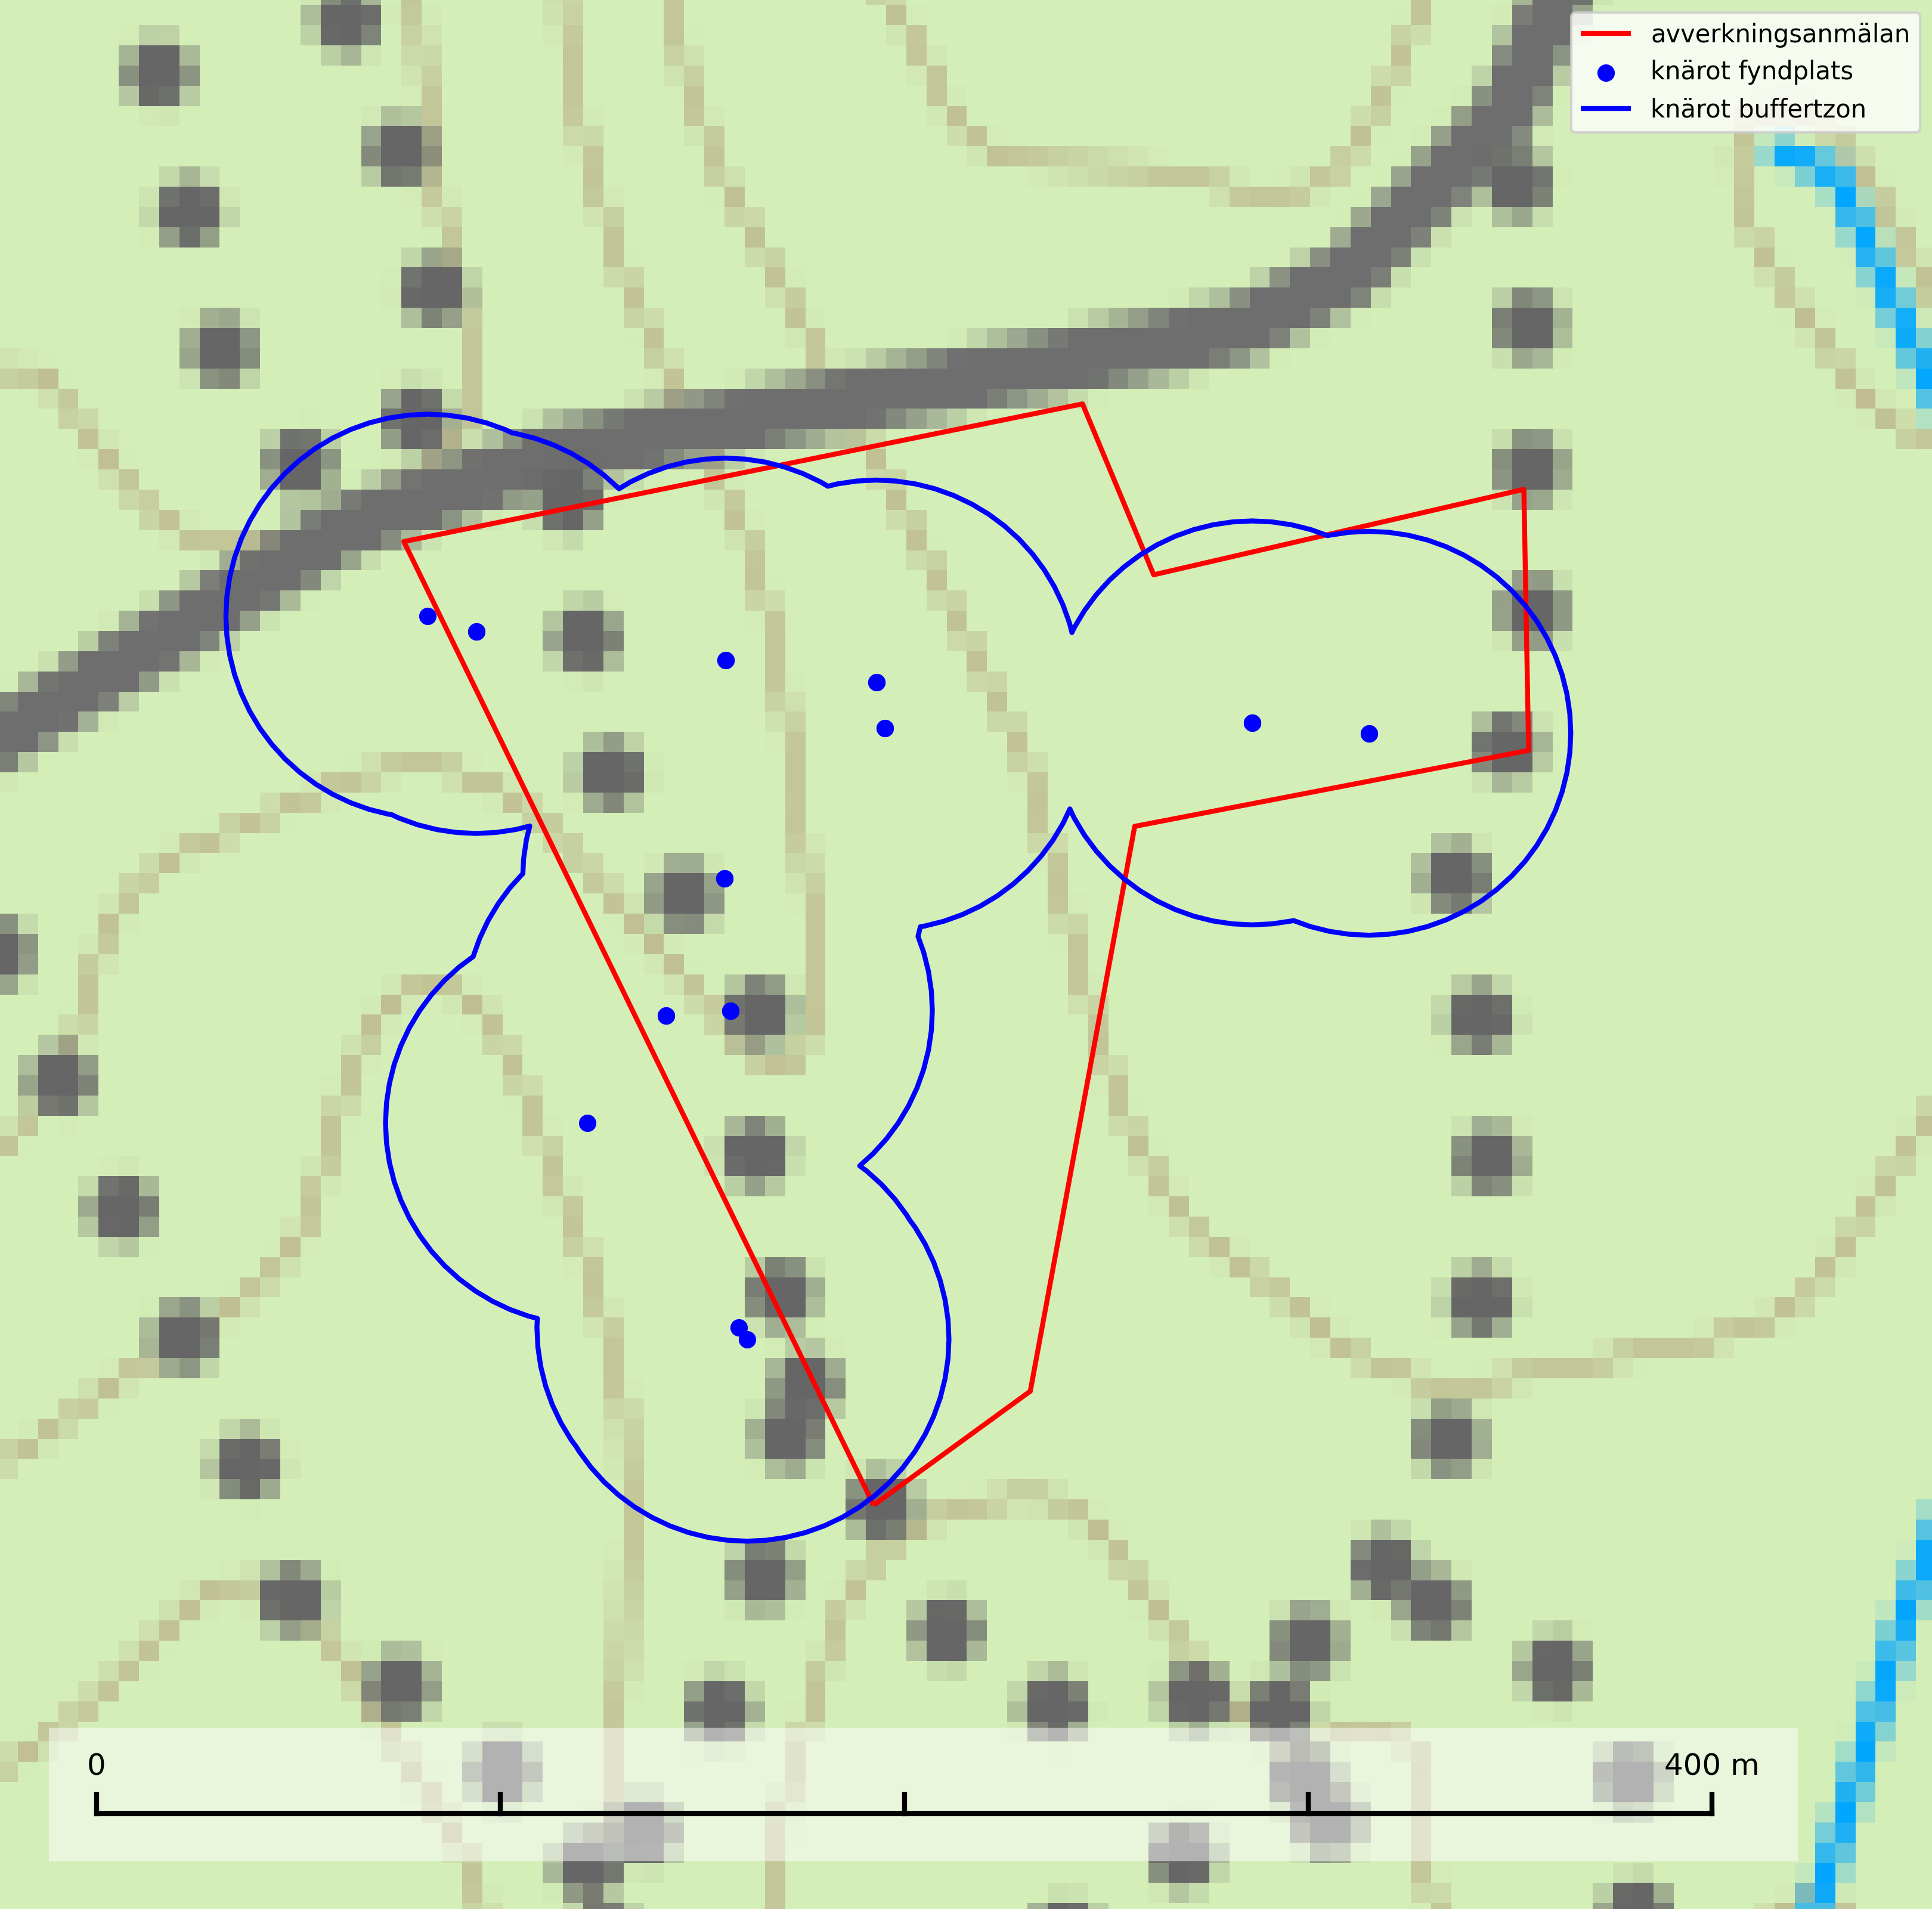 avverkningsanmälan
knärot fyndplats
knärot buffertzon
0
400 m